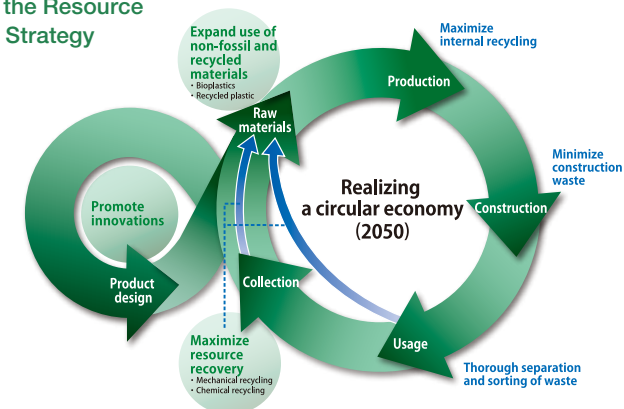 the Resource
Strategy
Expand use of
non-fossil and
recycled
materials
・Bioplastics
・Recycled plastic
Maximize
internal recycling
Production
Raw
materials
Minimize
construction
waste
Realizing
a circular economy
(2050)
Construction
Promote
innovations
Product
design
Collection
Usage
Maximize
resource
recovery
・Mechanical recycling
・Chemical recycling
Thorough separation
and sorting of waste